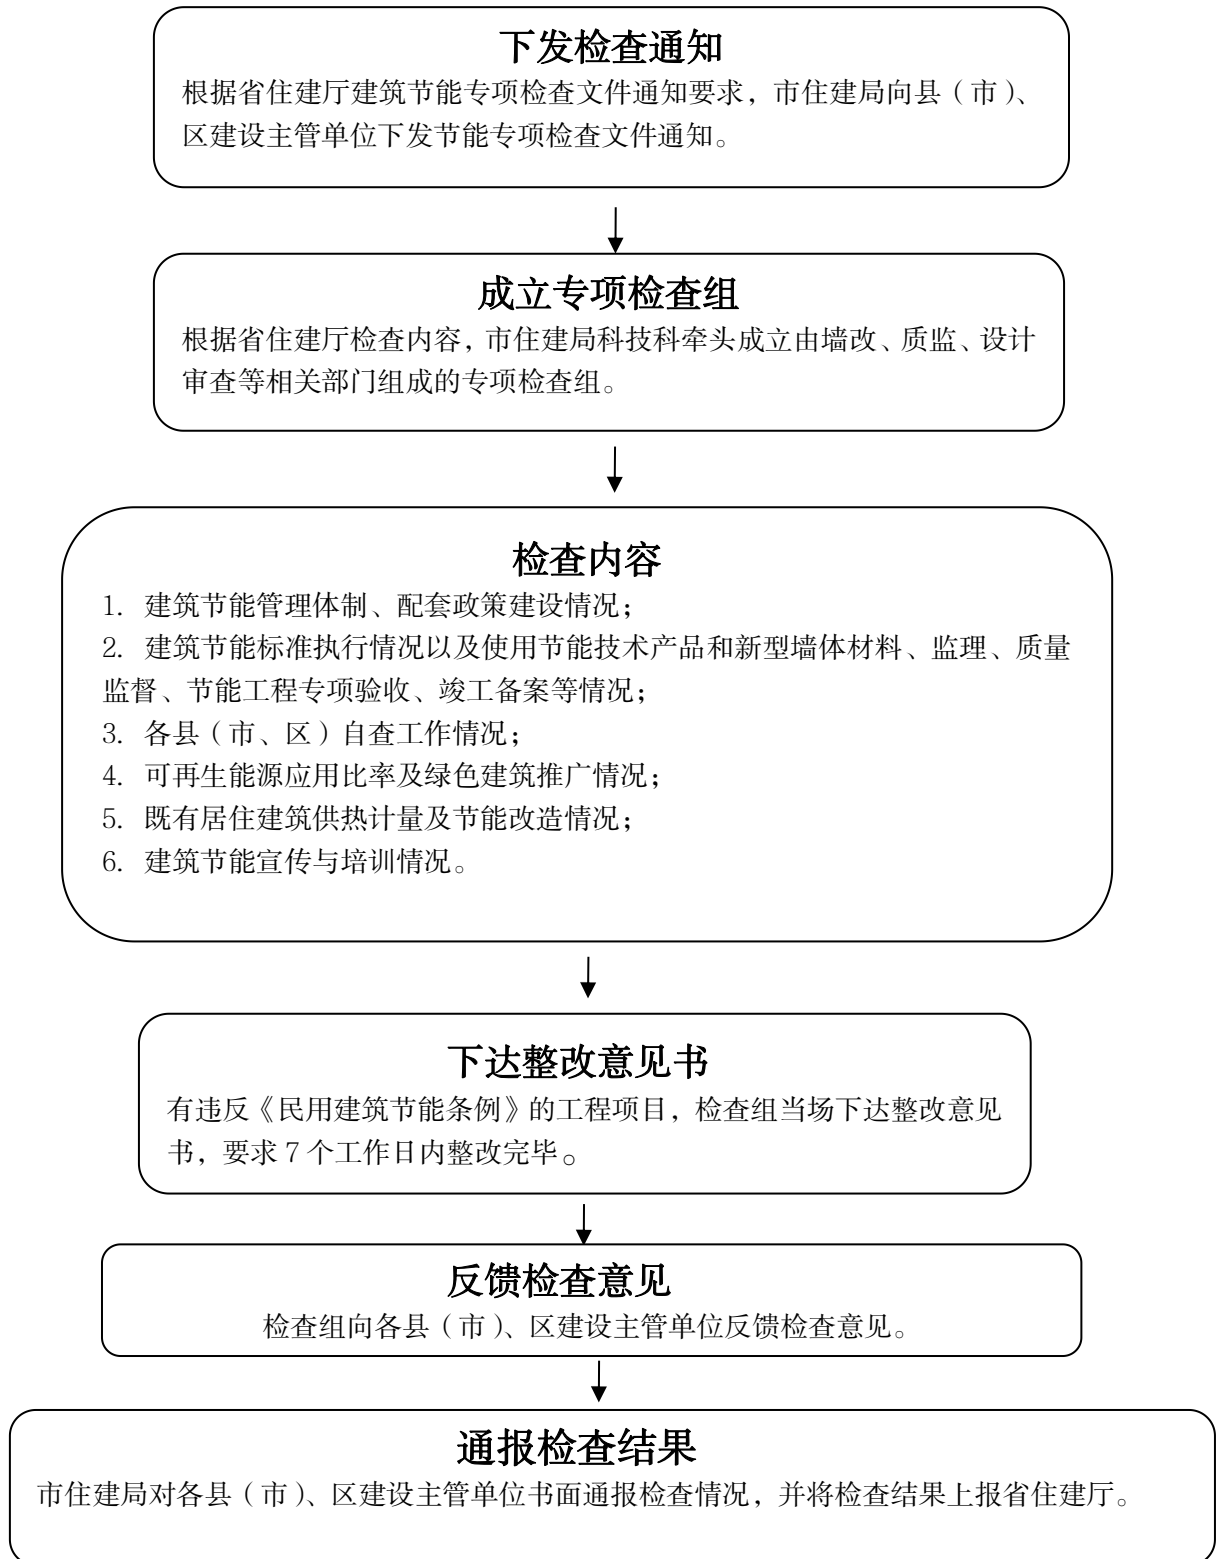 下发检查通知
根据省住建厅建筑节能专项检查文件通知要求，市住建局向县（市）、
区建设主管单位下发节能专项检查文件通知。
成立专项检查组
根据省住建厅检查内容，市住建局科技科牵头成立由墙改、质监、设计
审查等相关部门组成的专项检查组。
检查内容
1. 建筑节能管理体制、配套政策建设情况；
2. 建筑节能标准执行情况以及使用节能技术产品和新型墙体材料、监理、质量
监督、节能工程专项验收、竣工备案等情况；
3. 各县（市、区）自查工作情况；
4. 可再生能源应用比率及绿色建筑推广情况；
5. 既有居住建筑供热计量及节能改造情况；
6. 建筑节能宣传与培训情况。
下达整改意见书
有违反《民用建筑节能条例》的工程项目，检查组当场下达整改意见
书，要求 7 个工作日内整改完毕。
反馈检查意见
检查组向各县（市）、区建设主管单位反馈检查意见。
通报检查结果
市住建局对各县（市）、区建设主管单位书面通报检查情况，并将检查结果上报省住建厅。